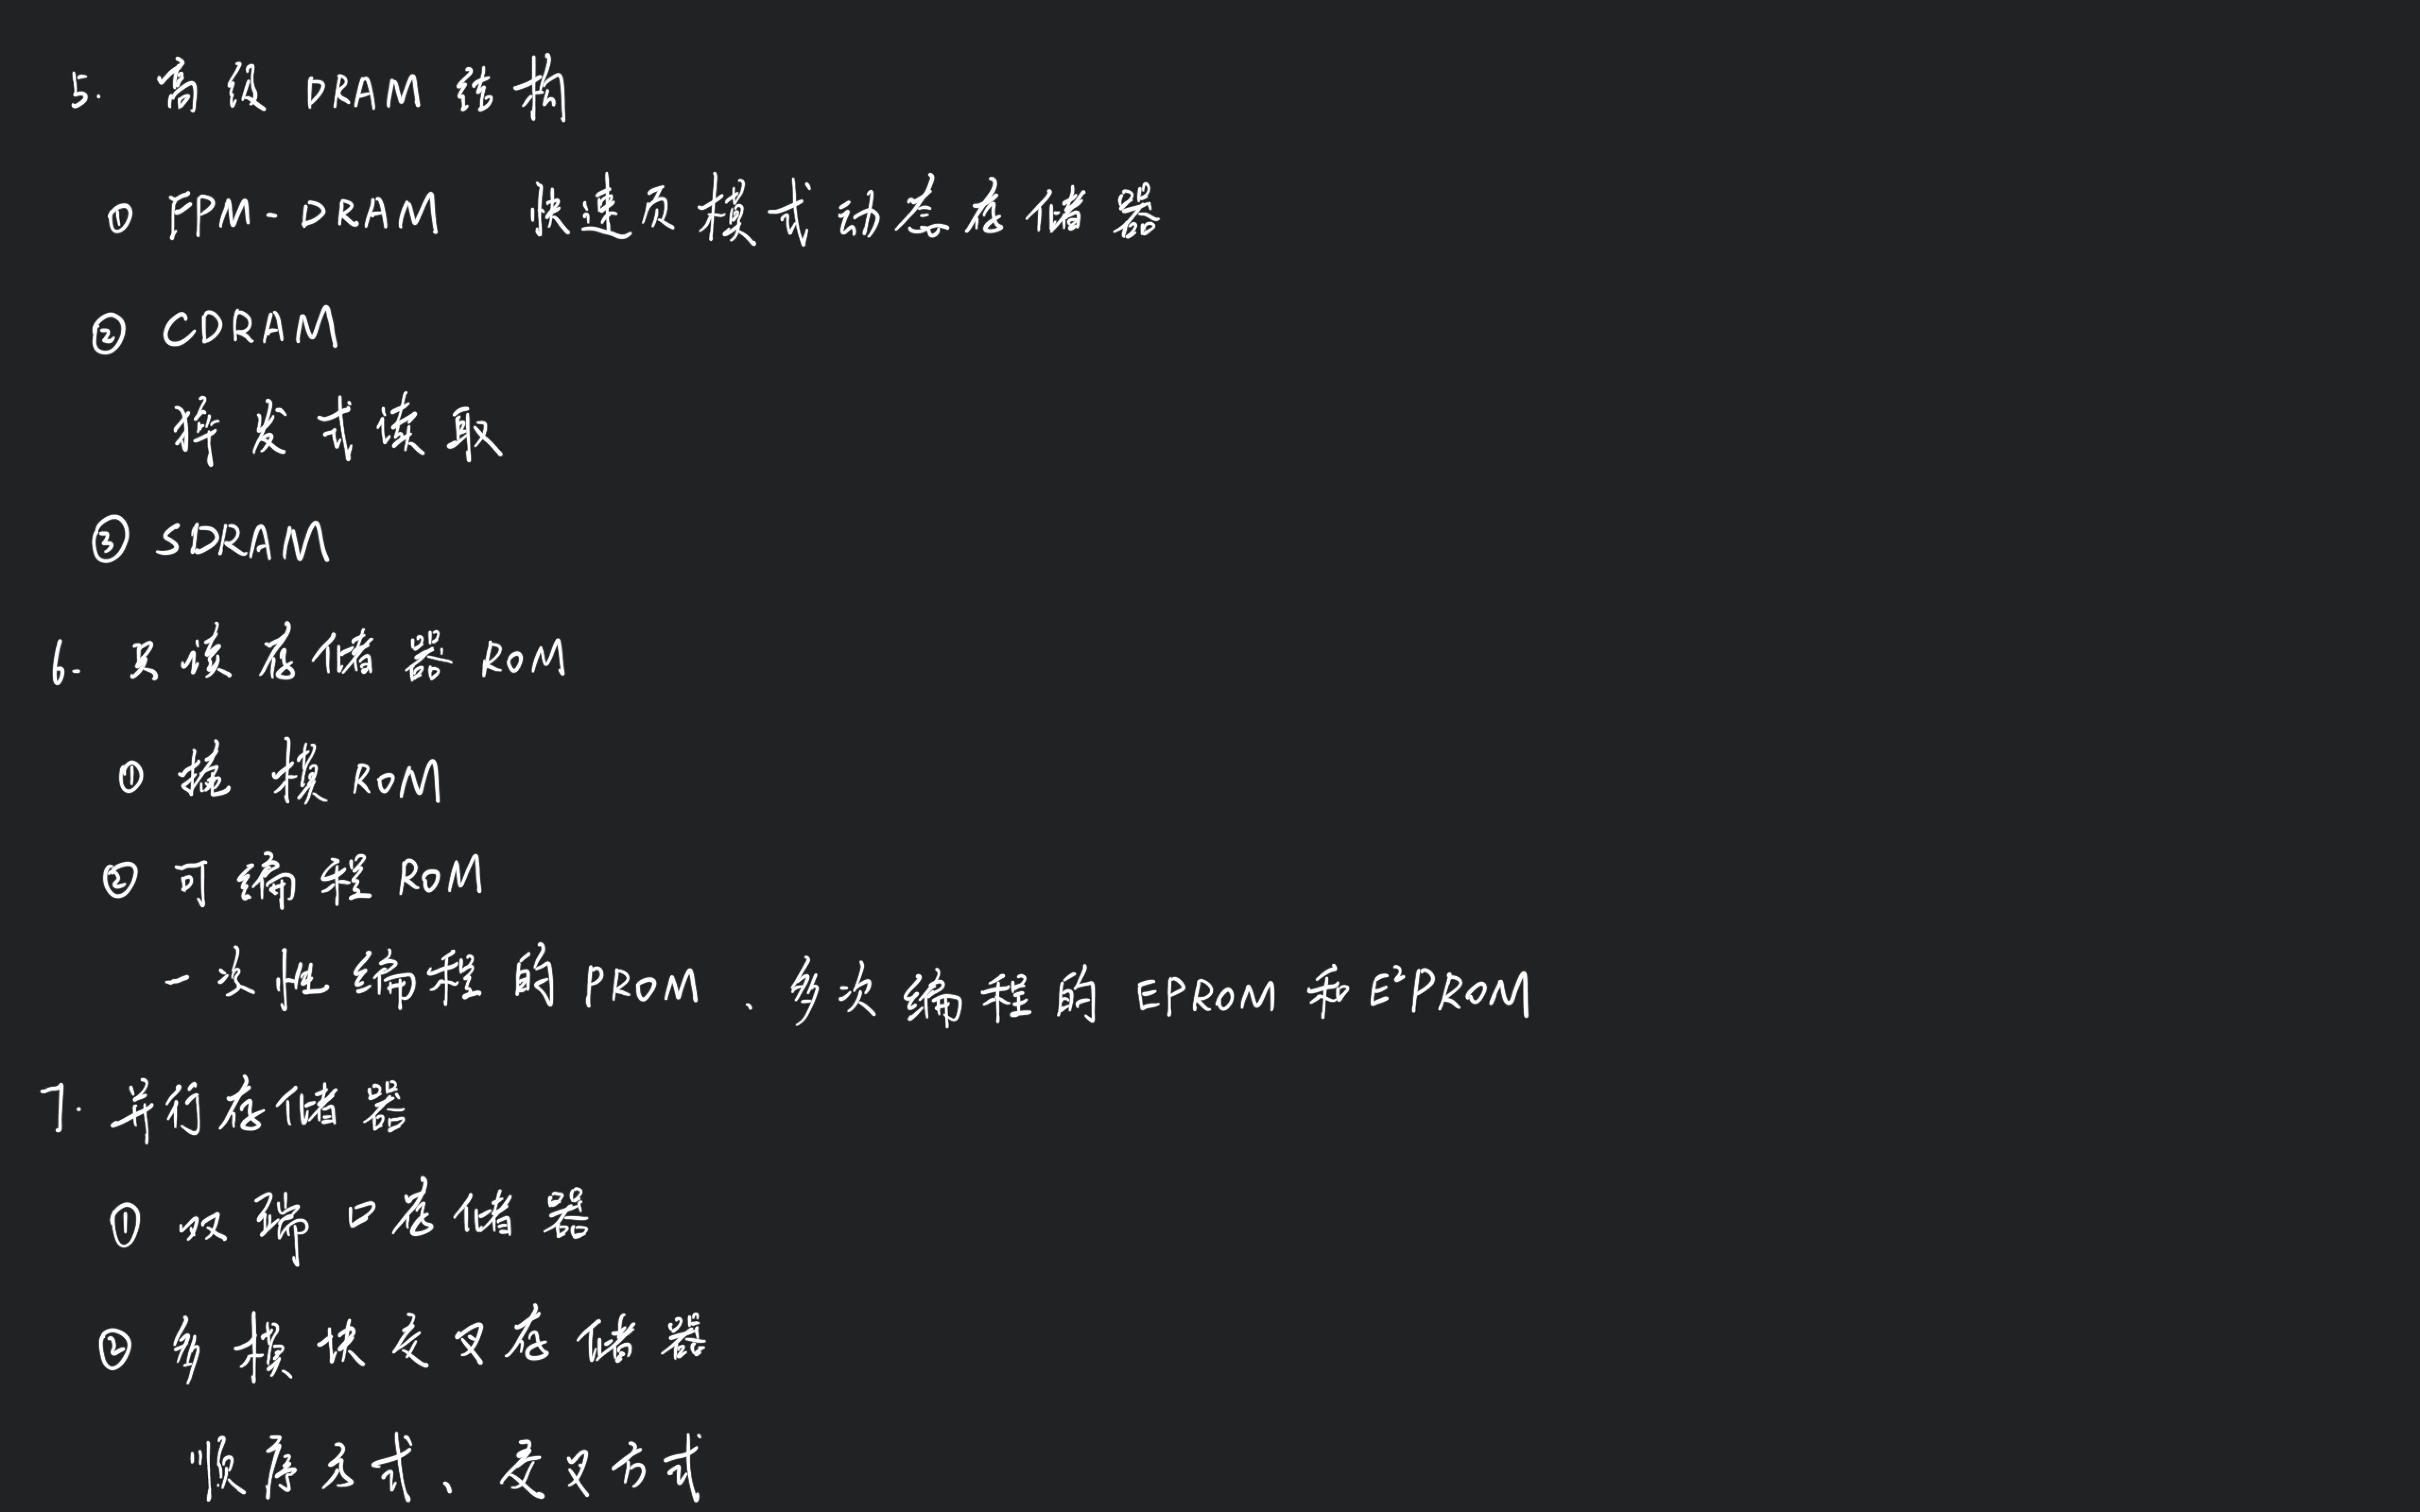 5. 高级 DRAM 结构
① FPM-DRAM 快速页模式动态存储器
② CDRAM
猝发式读取
③ SDRAM
6. 只读存储器 ROM
① 掩模 ROM
② 可编程 ROM
一次性编程的 PROM、多次编程的 EPROM 和 E²PROM
7. 并行存储器
① 双端口存储器
② 多模块交叉存储器
顺序方式、交叉方式